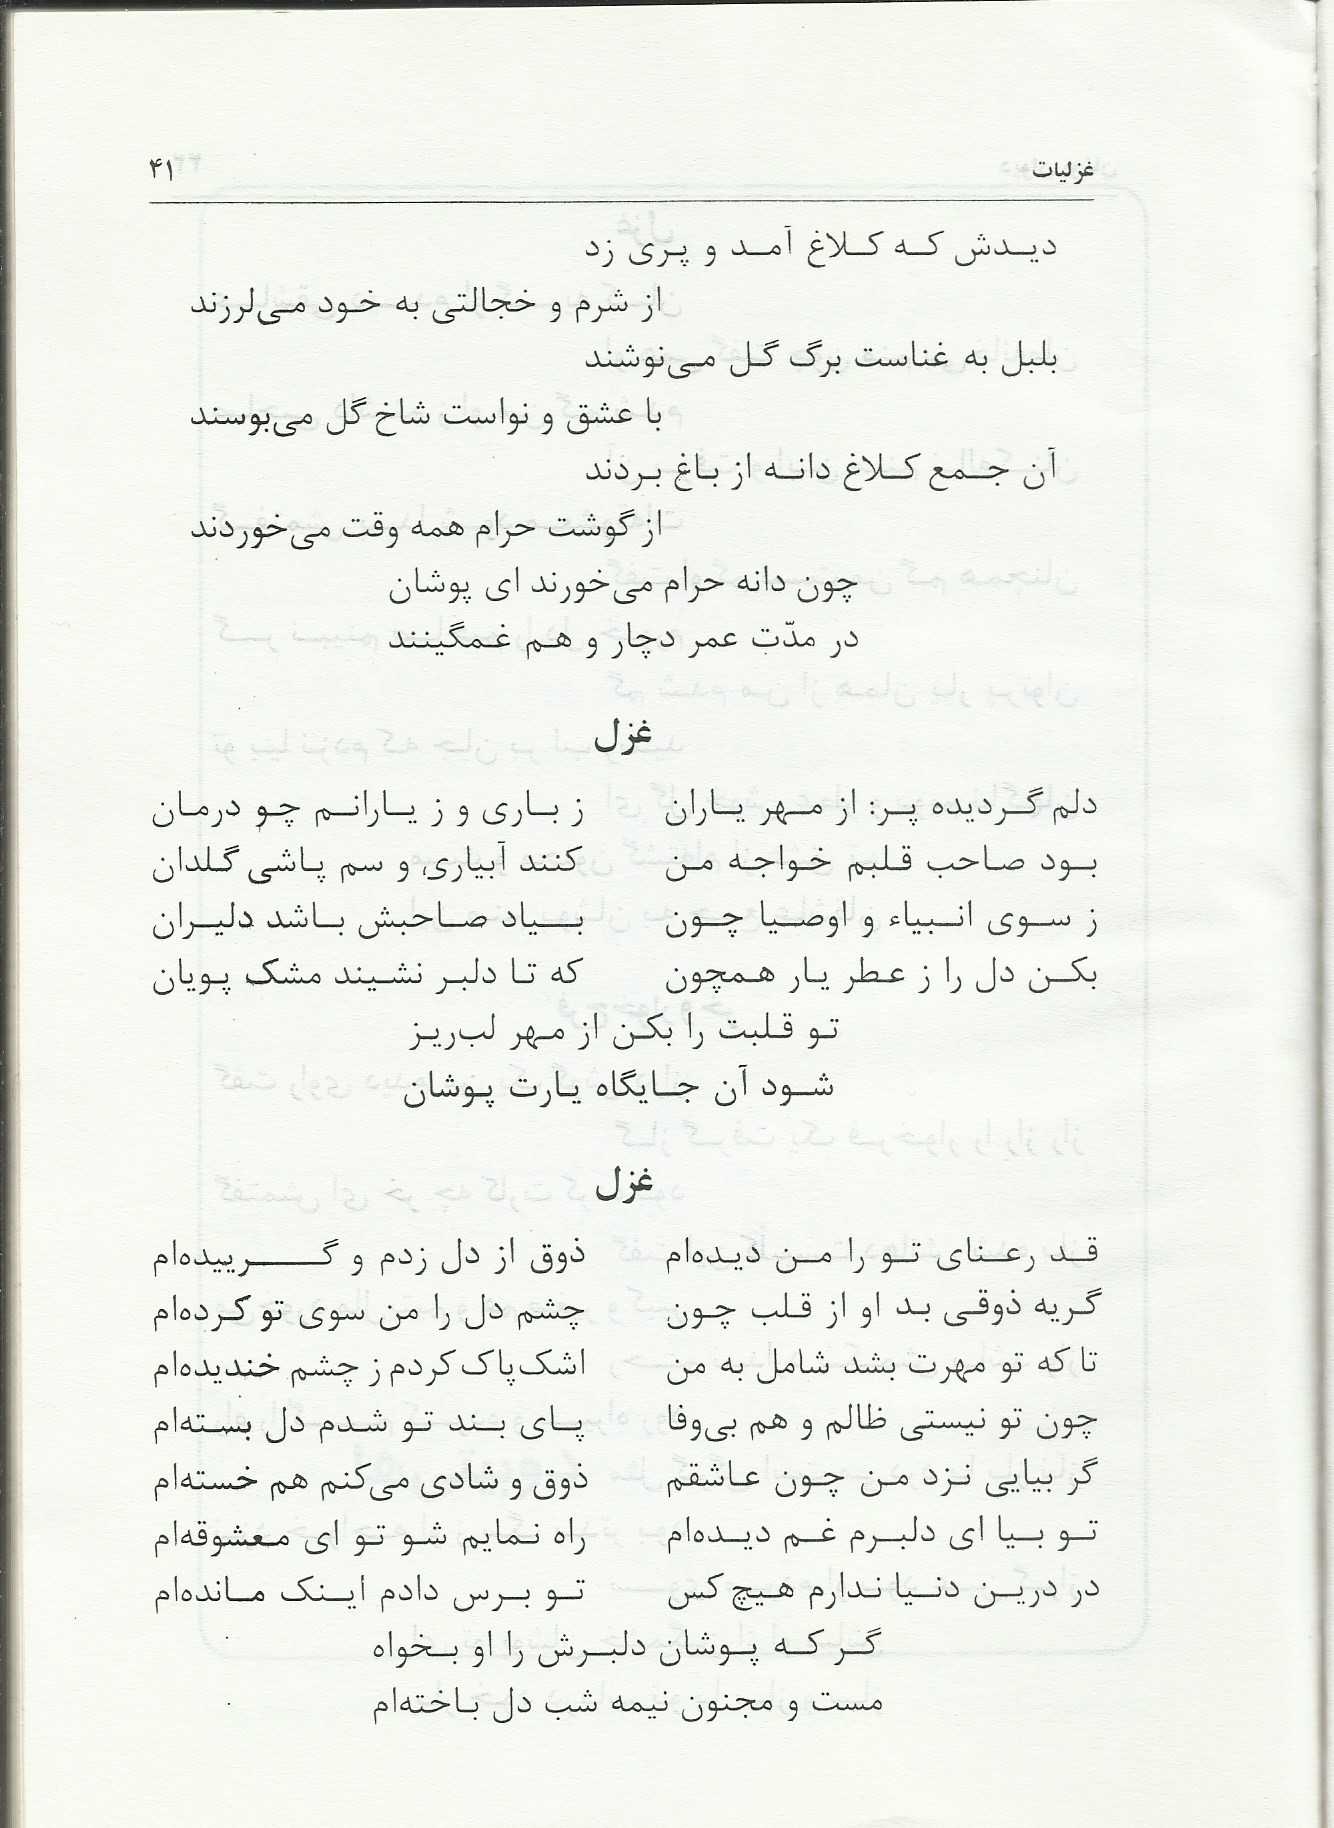 غزلیات ۴۱
دیدش که کلاغ آمد و پری زد
از شرم و خجالتی به خود می‌لرزند
بلبل به غناست برگ گل می‌نوشند
با عشق و نواست شاخ گل می‌بوسند
آن جمع کلاغ دانه از باغ بردند
از گوشت حرام همه وقت می‌خوردند
چون دانه حرام می‌خورند ای پوشان
در مدّت عمر دچار و هم غمگینند
غزل
دلم گردیده پر: از مهر یاران ز باری و ز یارانم چو درمان
بود صاحب قلبم خواجه من کنند آبیاری و سم پاشی گلدان
ز سوی انبیاء و اوصیا چون بیاد صاحبش باشد دلیران
بکن دل را ز عطر یار همچون که تا دلبر نشیند مشک پویان
تو قلبت را بکن از مهر لب‌ریز
شود آن جایگاه یارت پوشان
غزل
قد رعنای تو را من دیده‌ام ذوق از دل زدم و گرییده‌ام
گریه ذوقی بد او از قلب چون چشم دل را من سوی تو کرده‌ام
تا که تو مهرت بشد شامل به من اشک پاک کردم ز چشم خندیده‌ام
چون تو نیستی ظالم و هم بی‌وفا پای بند تو شدم دل بسته‌ام
گر بیایی نزد من چون عاشقم ذوق و شادی می‌کنم هم خسته‌ام
تو بیا ای دلبرم غم دیده‌ام راه نمایم شو تو ای معشوقه‌ام
در درین دنیا ندارم هیچ کس تو برس دادم اینک مانده‌ام
گر که پوشان دلبرش را او بخواه
مست و مجنون نیمه شب دل باخته‌ام